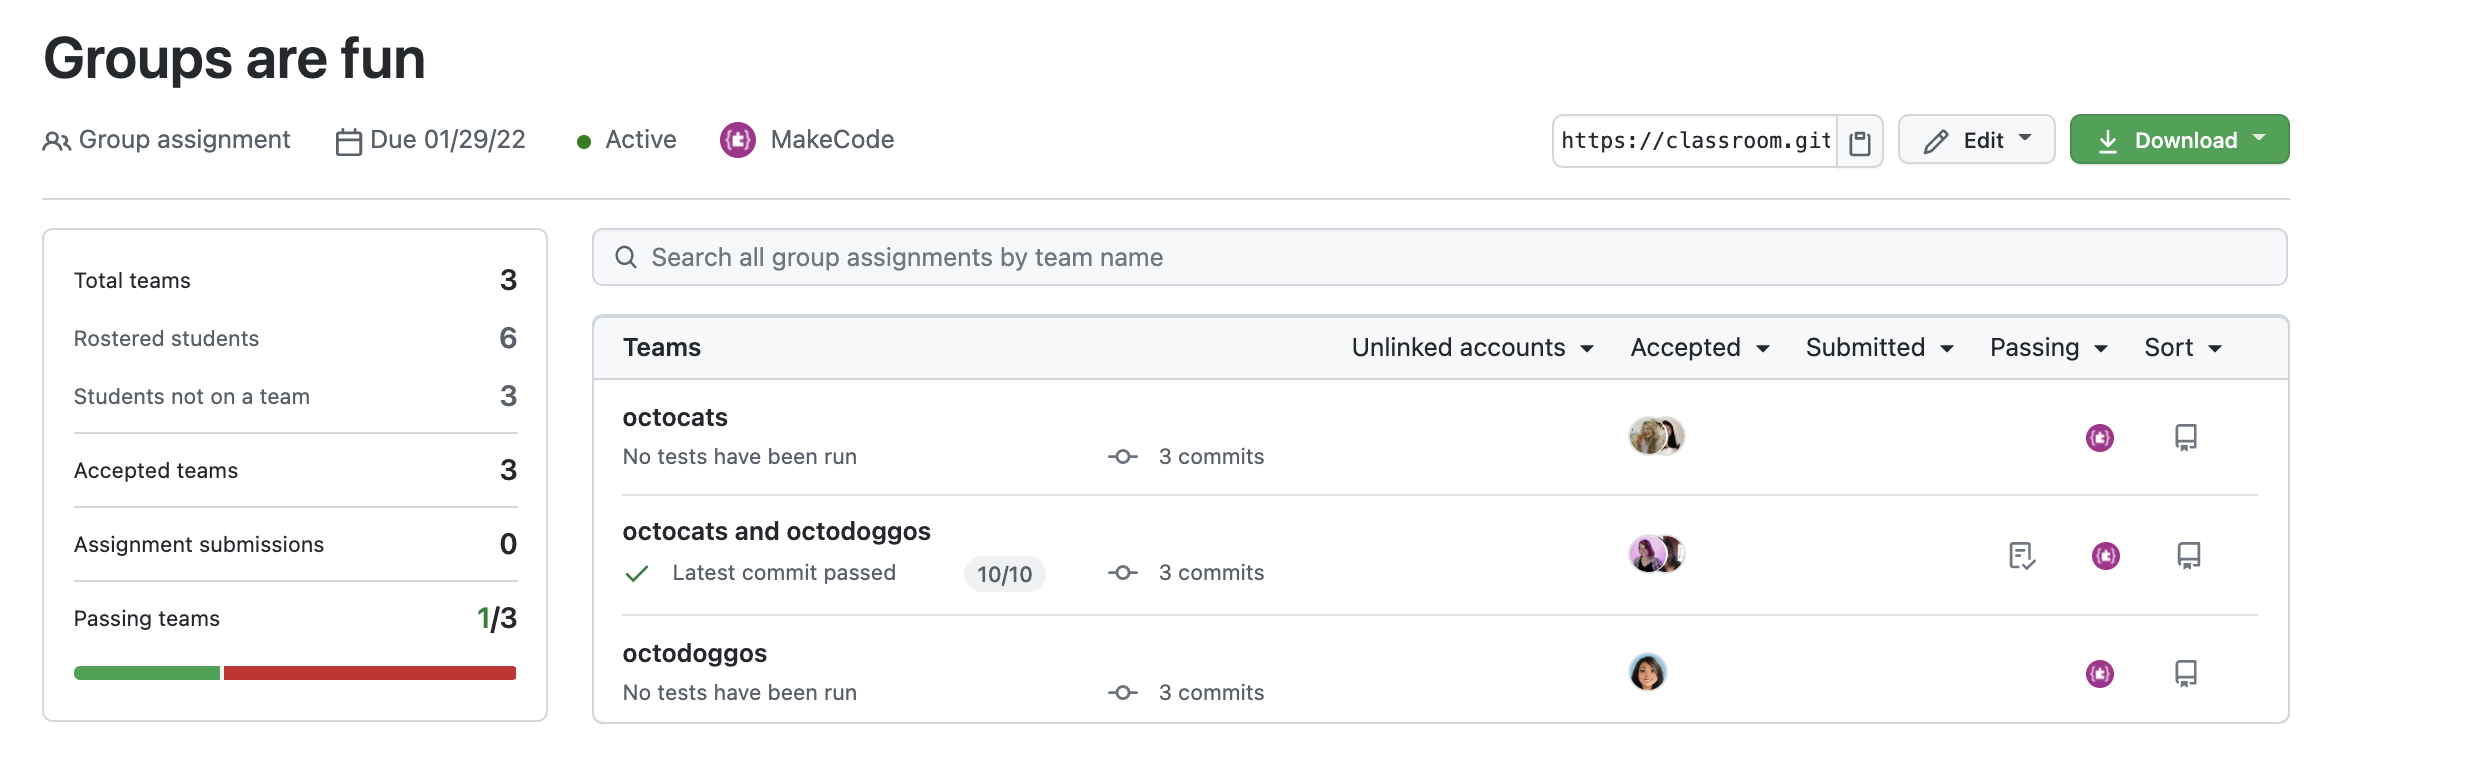 Groups are fun
Group assignment Due 01/29/22 Active MakeCode https://classroom.git Edit Download
Total teams 3
Rostered students 6
Students not on a team 3
Accepted teams 3
Assignment submissions 0
Passing teams 1/3
Search all group assignments by team name
Teams Unlinked accounts Accepted Submitted Passing Sort
octocats
No tests have been run 3 commits
octocats and octodoggos
Latest commit passed 10/10 3 commits
octodoggos
No tests have been run 3 commits